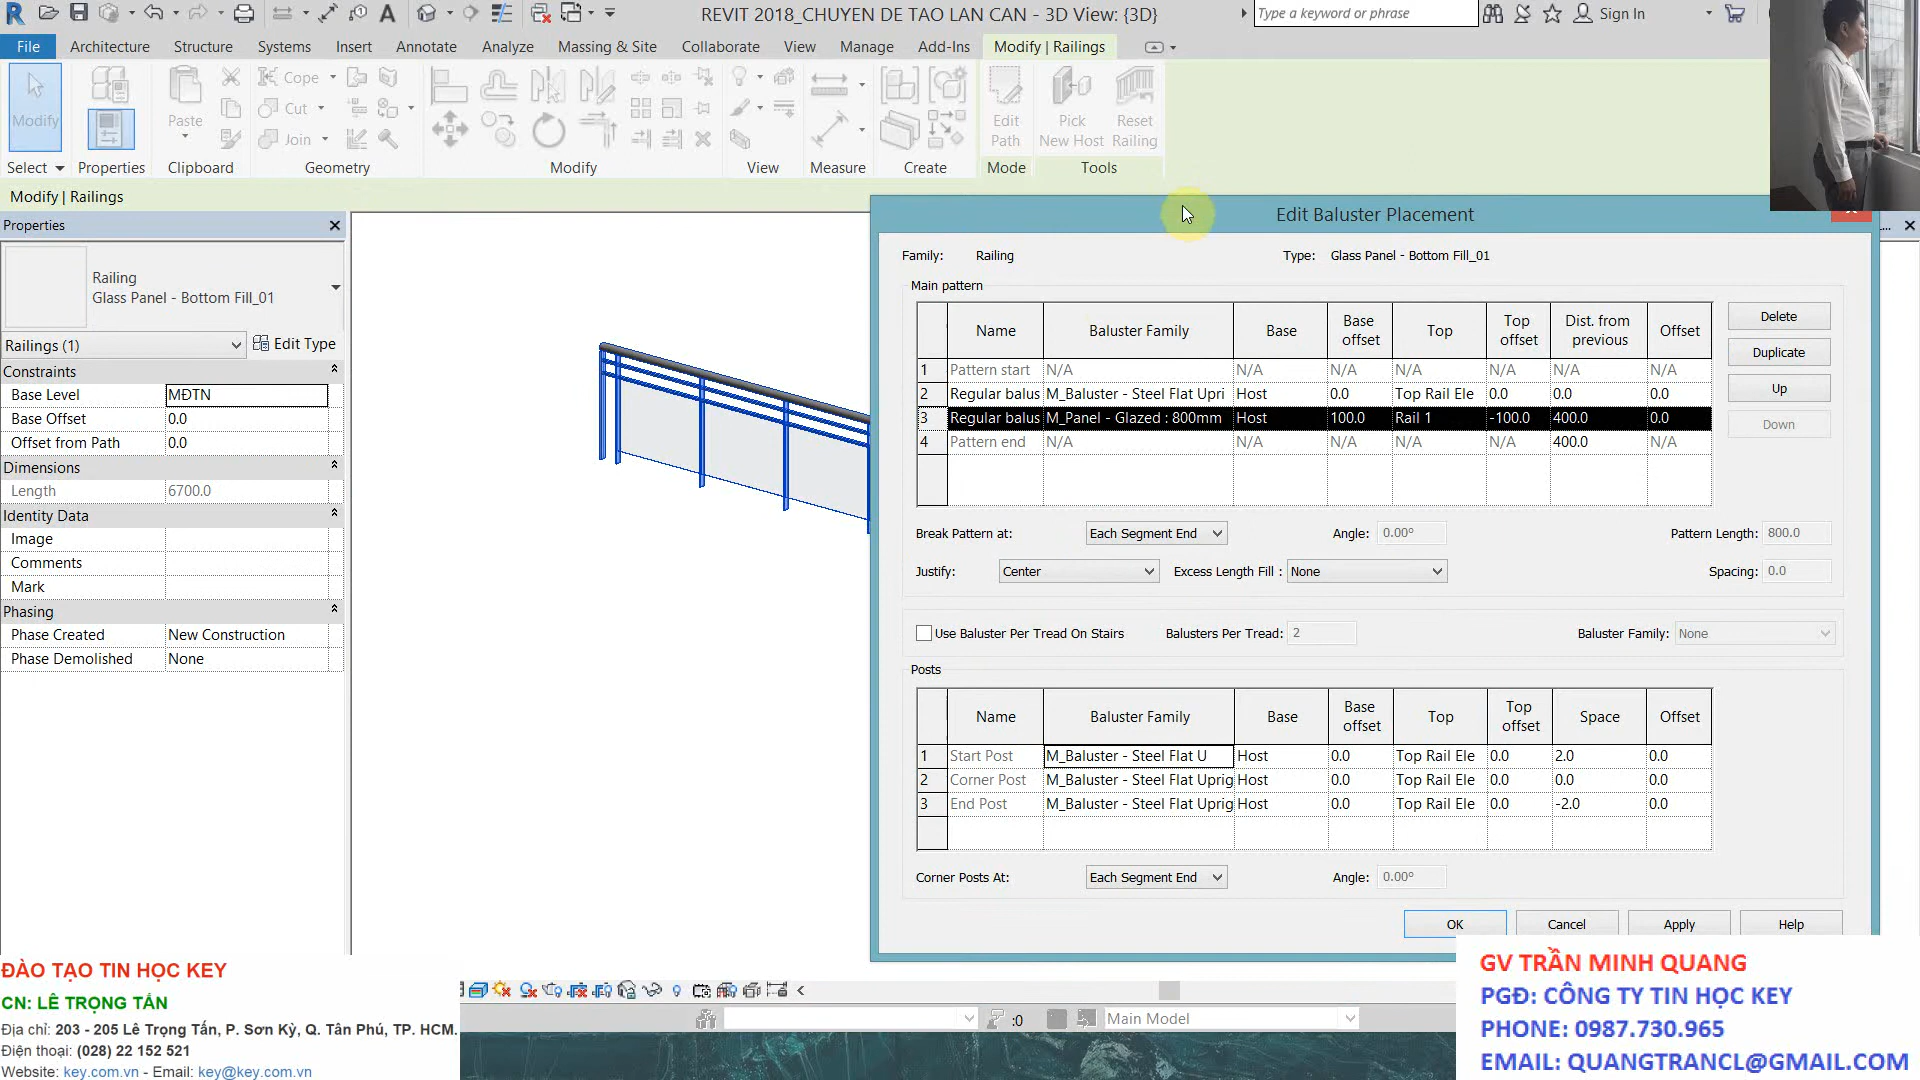 REVIT 2018_CHUYEN DE TAO LAN CAN - 3D View: {3D}
Type a keyword or phrase
Sign In
File Architecture Structure Systems Insert Annotate Analyze Massing & Site Collaborate View Manage Add-Ins Modify | Railings
Modify
Paste
Cope
Cut
Join
Edit Path
Pick New Host
Reset Railing
Select Properties Clipboard Geometry Modify View Measure Create Mode Tools
Modify | Railings
Properties
Railing
Glass Panel - Bottom Fill_01
Railings (1) Edit Type
Constraints
Base Level MĐTN
Base Offset 0.0
Offset from Path 0.0
Dimensions
Length 6700.0
Identity Data
Image
Comments
Mark
Phasing
Phase Created New Construction
Phase Demolished None
Edit Baluster Placement
Family: Railing Type: Glass Panel - Bottom Fill_01
Main pattern
Name Baluster Family Base Base offset Top Top offset Dist. from previous Offset
1 Pattern start N/A N/A N/A N/A N/A N/A N/A
2 Regular balus M_Baluster - Steel Flat Upri Host 0.0 Top Rail Ele 0.0 0.0 0.0
3 Regular balus M_Panel - Glazed : 800mm Host 100.0 Rail 1 -100.0 400.0 0.0
4 Pattern end N/A N/A N/A N/A N/A 400.0 N/A
Delete
Duplicate
Up
Down
Break Pattern at: Each Segment End Angle: 0.00° Pattern Length: 800.0
Justify: Center Excess Length Fill : None Spacing: 0.0
Use Baluster Per Tread On Stairs Balusters Per Tread: 2 Baluster Family: None
Posts
Name Baluster Family Base Base offset Top Top offset Space Offset
1 Start Post M_Baluster - Steel Flat U Host 0.0 Top Rail Ele 0.0 2.0 0.0
2 Corner Post M_Baluster - Steel Flat Uprig Host 0.0 Top Rail Ele 0.0 0.0 0.0
3 End Post M_Baluster - Steel Flat Uprig Host 0.0 Top Rail Ele 0.0 -2.0 0.0
Corner Posts At: Each Segment End Angle: 0.00°
OK Cancel Apply Help
:0 Main Model
ĐÀO TẠO TIN HỌC KEY
CN: LÊ TRỌNG TẤN
Địa chỉ: 203 - 205 Lê Trọng Tấn, P. Sơn Kỳ, Q. Tân Phú, TP. HCM.
Điện thoại: (028) 22 152 521
Website: key.com.vn - Email: key@key.com.vn
GV TRẦN MINH QUANG
PGĐ: CÔNG TY TIN HỌC KEY
PHONE: 0987.730.965
EMAIL: QUANGTRANCL@GMAIL.COM